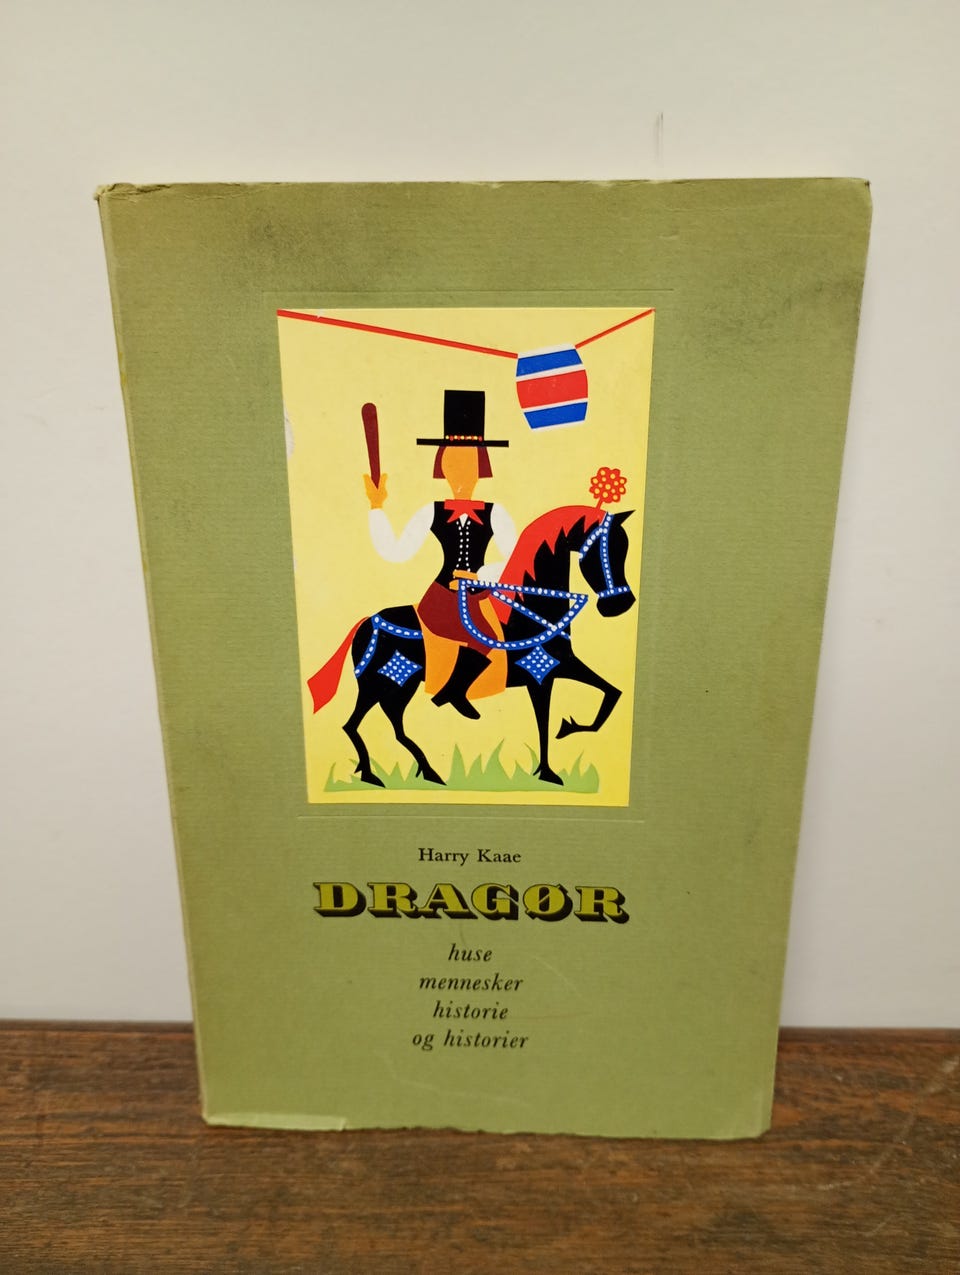 Harry Kaae
DRAGØR
huse
mennesker
historie
og historier